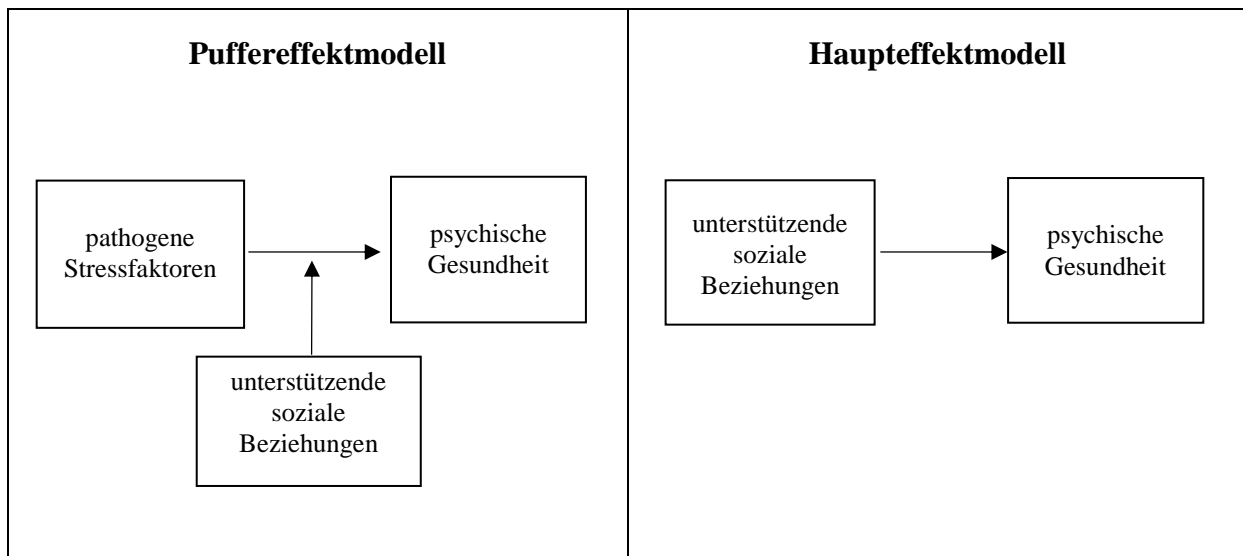 Puffereffektmodell
pathogene
Stressfaktoren
psychische
Gesundheit
unterstützende
soziale
Beziehungen
Haupteffektmodell
unterstützende
soziale
Beziehungen
psychische
Gesundheit